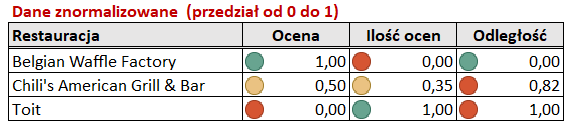 Dane znormalizowane (przedział od 0 do 1)
Restauracja Ocena Ilość ocen Odległość
Belgian Waffle Factory 1,00 0,00 0,00
Chili's American Grill & Bar 0,50 0,35 0,82
Toit 0,00 1,00 1,00